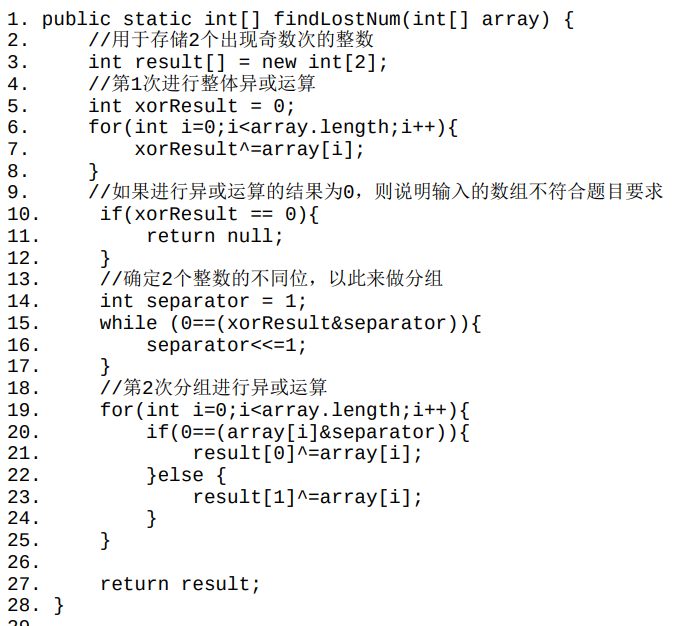 1. public static int[] findLostNum(int[] array) {
2.     //用于存储2个出现奇数次的整数
3.     int result[] = new int[2];
4.     //第1次进行整体异或运算
5.     int xorResult = 0;
6.     for(int i=0;i<array.length;i++){
7.         xorResult^=array[i];
8.     }
9.     //如果进行异或运算的结果为0，则说明输入的数组不符合题目要求
10.     if(xorResult == 0){
11.         return null;
12.     }
13.     //确定2个整数的不同位，以此来做分组
14.     int separator = 1;
15.     while (0==(xorResult&separator)){
16.         separator<<=1;
17.     }
18.     //第2次分组进行异或运算
19.     for(int i=0;i<array.length;i++){
20.         if(0==(array[i]&separator)){
21.             result[0]^=array[i];
22.         }else {
23.             result[1]^=array[i];
24.         }
25.     }
26.
27.     return result;
28. }